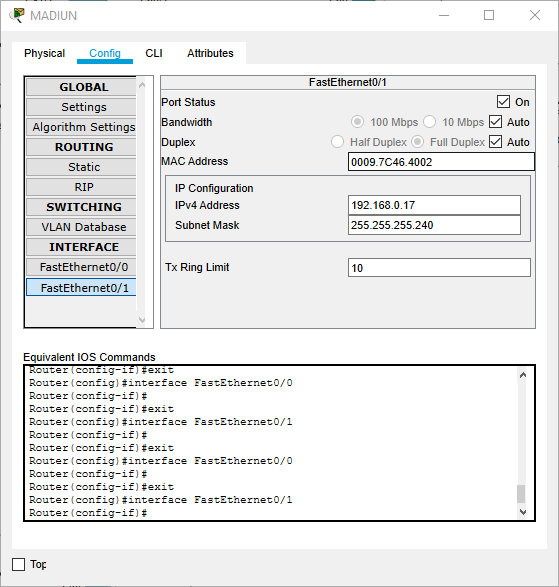 MADIUN
Physical Config CLI Attributes
GLOBAL
Settings
Algorithm Settings
ROUTING
Static
RIP
SWITCHING
VLAN Database
INTERFACE
FastEthernet0/0
FastEthernet0/1
FastEthernet0/1
Port Status On
Bandwidth 100 Mbps 10 Mbps Auto
Duplex Half Duplex Full Duplex Auto
MAC Address 0009.7C46.4002
IP Configuration
IPv4 Address 192.168.0.17
Subnet Mask 255.255.255.240
Tx Ring Limit 10
Equivalent IOS Commands
Router(config-if)#exit
Router(config)#interface FastEthernet0/0
Router(config-if)#
Router(config-if)#exit
Router(config)#interface FastEthernet0/1
Router(config-if)#
Router(config-if)#exit
Router(config)#interface FastEthernet0/0
Router(config-if)#
Router(config-if)#exit
Router(config)#interface FastEthernet0/1
Router(config-if)#
Top